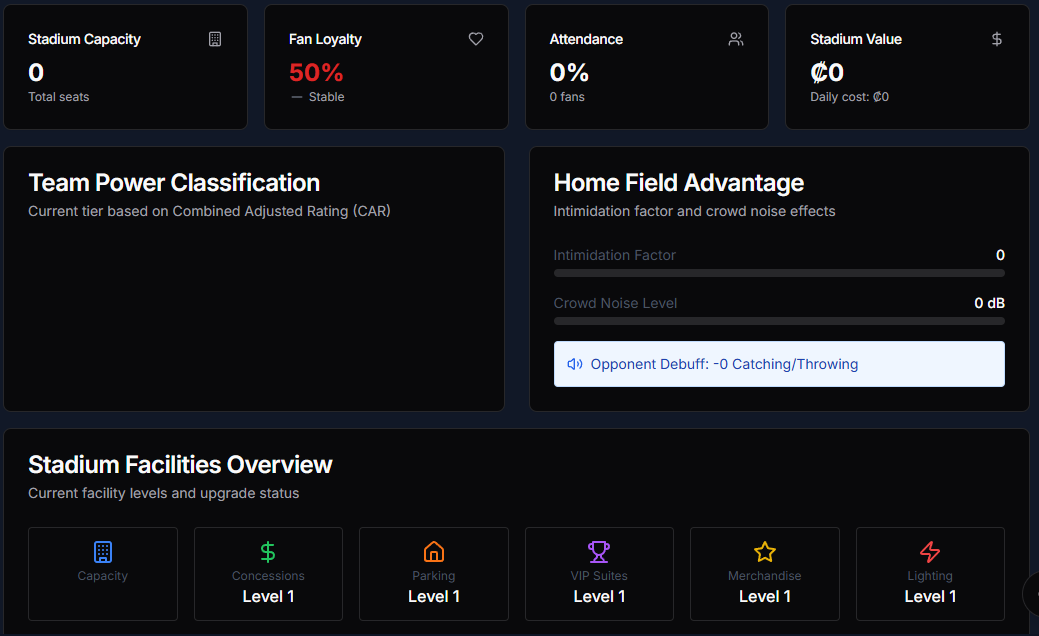 Stadium Capacity
0
Total seats
Fan Loyalty
50%
— Stable
Attendance
0%
0 fans
Stadium Value
₡0
Daily cost: ₡0
Team Power Classification
Current tier based on Combined Adjusted Rating (CAR)
Home Field Advantage
Intimidation factor and crowd noise effects
Intimidation Factor 0
Crowd Noise Level 0 dB
Opponent Debuff: -0 Catching/Throwing
Stadium Facilities Overview
Current facility levels and upgrade status
Capacity
Concessions
Level 1
Parking
Level 1
VIP Suites
Level 1
Merchandise
Level 1
Lighting
Level 1